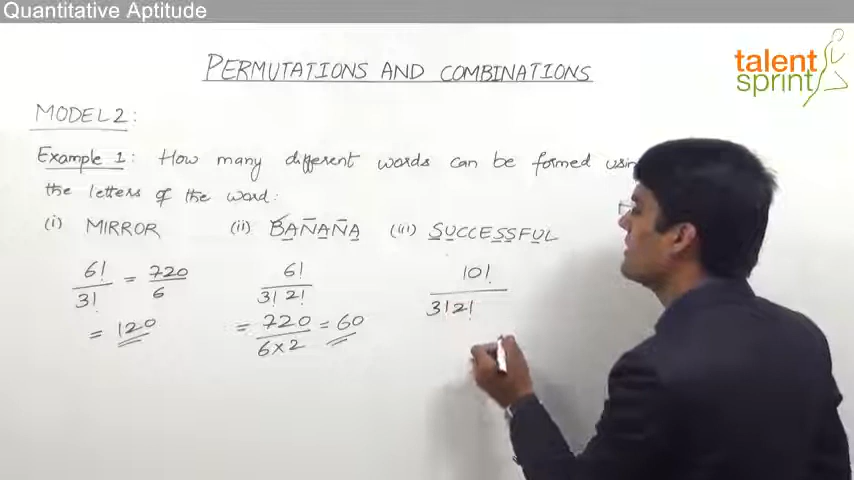 Quantitative Aptitude
talent
sprint
PERMUTATIONS AND COMBINATIONS
MODEL 2:
Example 1: How many different words can be formed usin
the letters of the word:
(i) MIRROR (ii) BANANA (iii) SUCCESSFUL
6! / 3! = 720 / 6
= 120
6! / 3! 2!
= 720 / 6×2 = 60
10! / 3! 2!